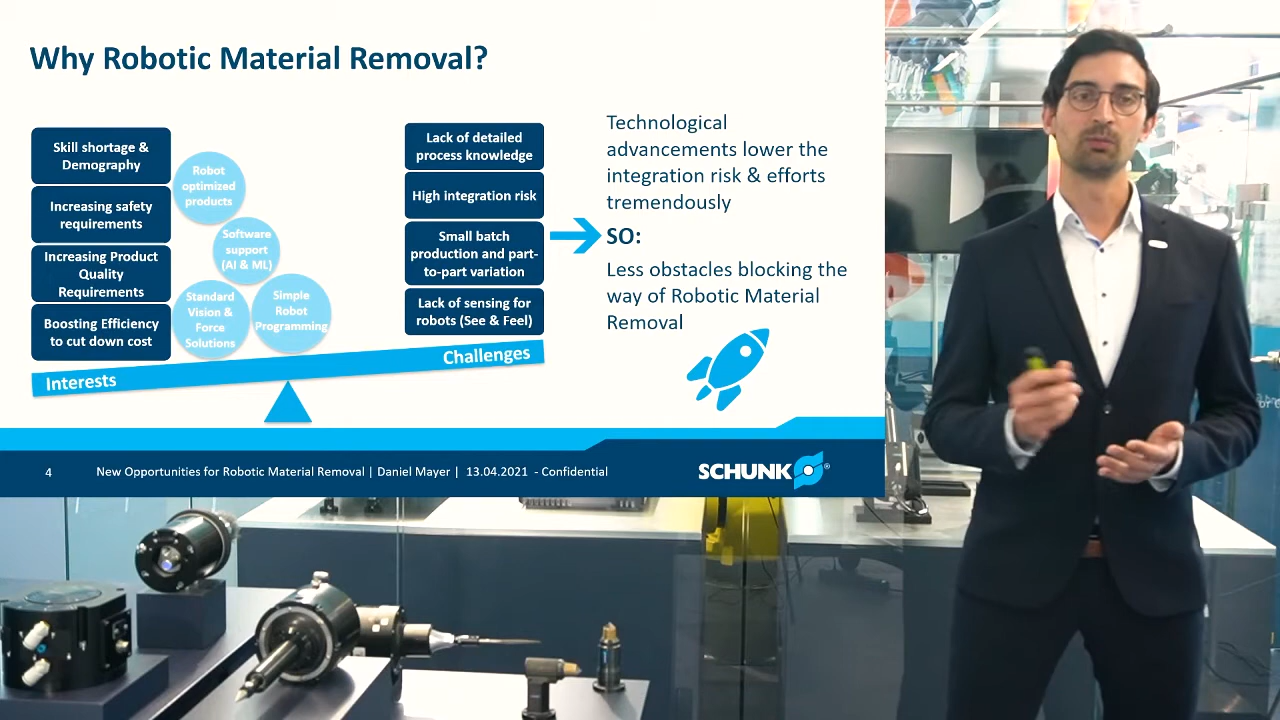 Why Robotic Material Removal?
Skill shortage &
Demography
Increasing safety
requirements
Increasing Product
Quality
Requirements
Boosting Efficiency
to cut down cost
Robot
optimized
products
Software
support
(AI & ML)
Standard
Vision &
Force
Solutions
Simple
Robot
Programming
Lack of detailed
process knowledge
High integration risk
Small batch
production and part-
to-part variation
Lack of sensing for
robots (See & Feel)
Interests
Challenges
Technological
advancements lower the
integration risk & efforts
tremendously
SO:
Less obstacles blocking the
way of Robotic Material
Removal
4
New Opportunities for Robotic Material Removal | Daniel Mayer | 13.04.2021 - Confidential
SCHUNK®